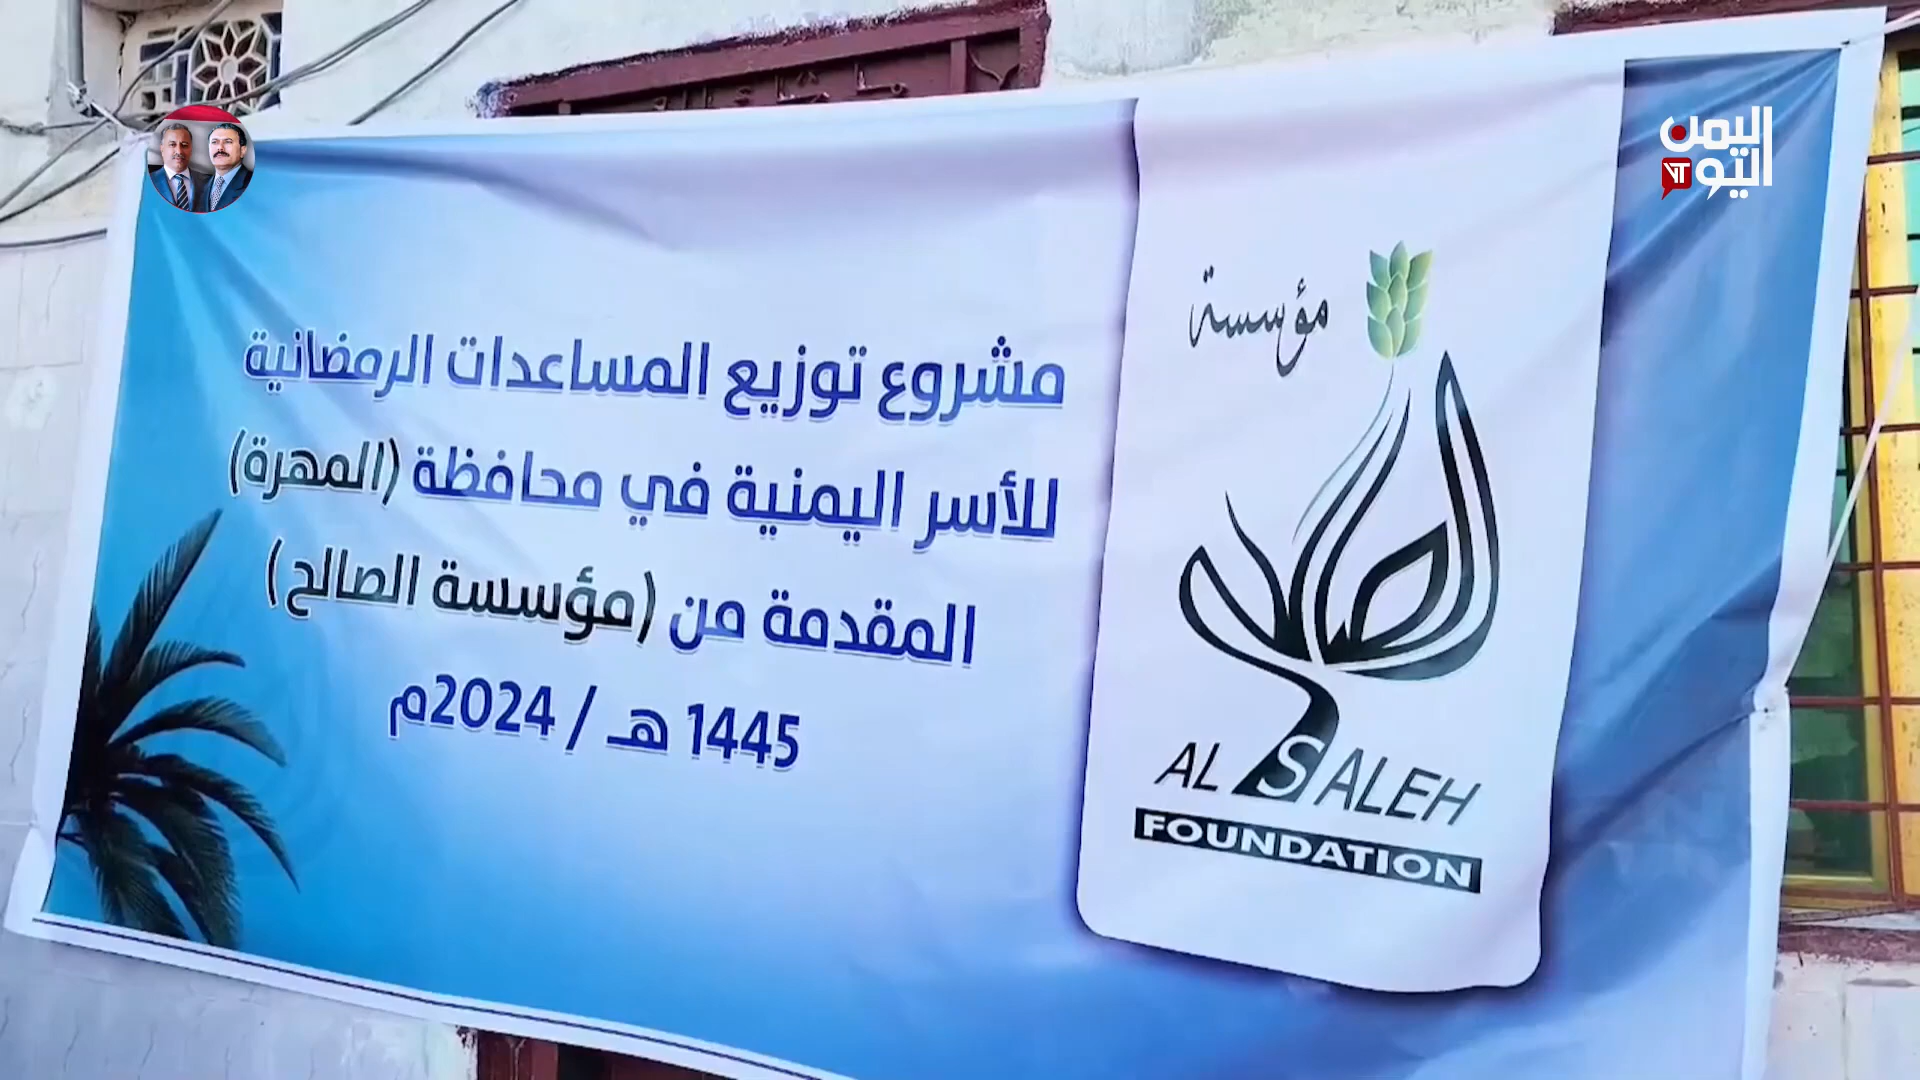 اليمن
اليوم
YT
مؤسسة
الصالح
AL SALEH
FOUNDATION
مشروع توزيع المساعدات الرمضانية
للأسر اليمنية في محافظة (المهرة)
المقدمة من (مؤسسة الصالح)
1445 هـ / 2024م